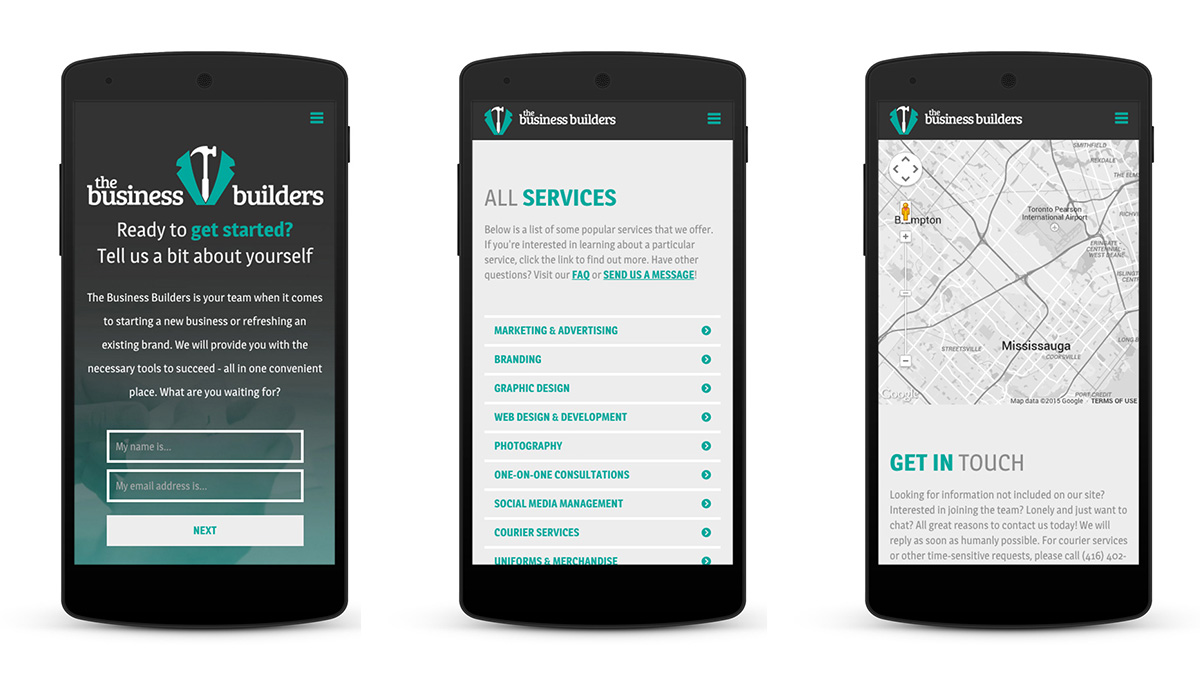 the
business builders
Ready to get started?
Tell us a bit about yourself
The Business Builders is your team when it comes
to starting a new business or refreshing an
existing brand. We will provide you with the
necessary tools to succeed - all in one convenient
place. What are you waiting for?
My name is...
My email address is...
NEXT
the
business builders
ALL SERVICES
Below is a list of some popular services that we offer.
If you're interested in learning about a particular
service, click the link to find out more. Have other
questions? Visit our FAQ or SEND US A MESSAGE!
MARKETING & ADVERTISING
BRANDING
GRAPHIC DESIGN
WEB DESIGN & DEVELOPMENT
PHOTOGRAPHY
ONE-ON-ONE CONSULTATIONS
SOCIAL MEDIA MANAGEMENT
COURIER SERVICES
UNIFORMS & MERCHANDISE
the
business builders
SMITHFIELD
REXDALE
THE ELMS
Toronto Pearson
International Airport
RICHV
ERINGATE -
CENTENNIAL -
WEST DEANE
ISLING
CENT
Mississauga
STREETSVILLE
COOKSVILLE
LONG B
PORT CREDIT
Google
Map data ©2015 Google
TERMS OF USE
GET IN TOUCH
Looking for information not included on our site?
Interested in joining the team? Lonely and just want to
chat? All great reasons to contact us today! We will
reply as soon as humanly possible. For courier services
or other time-sensitive requests, please call (416) 402-